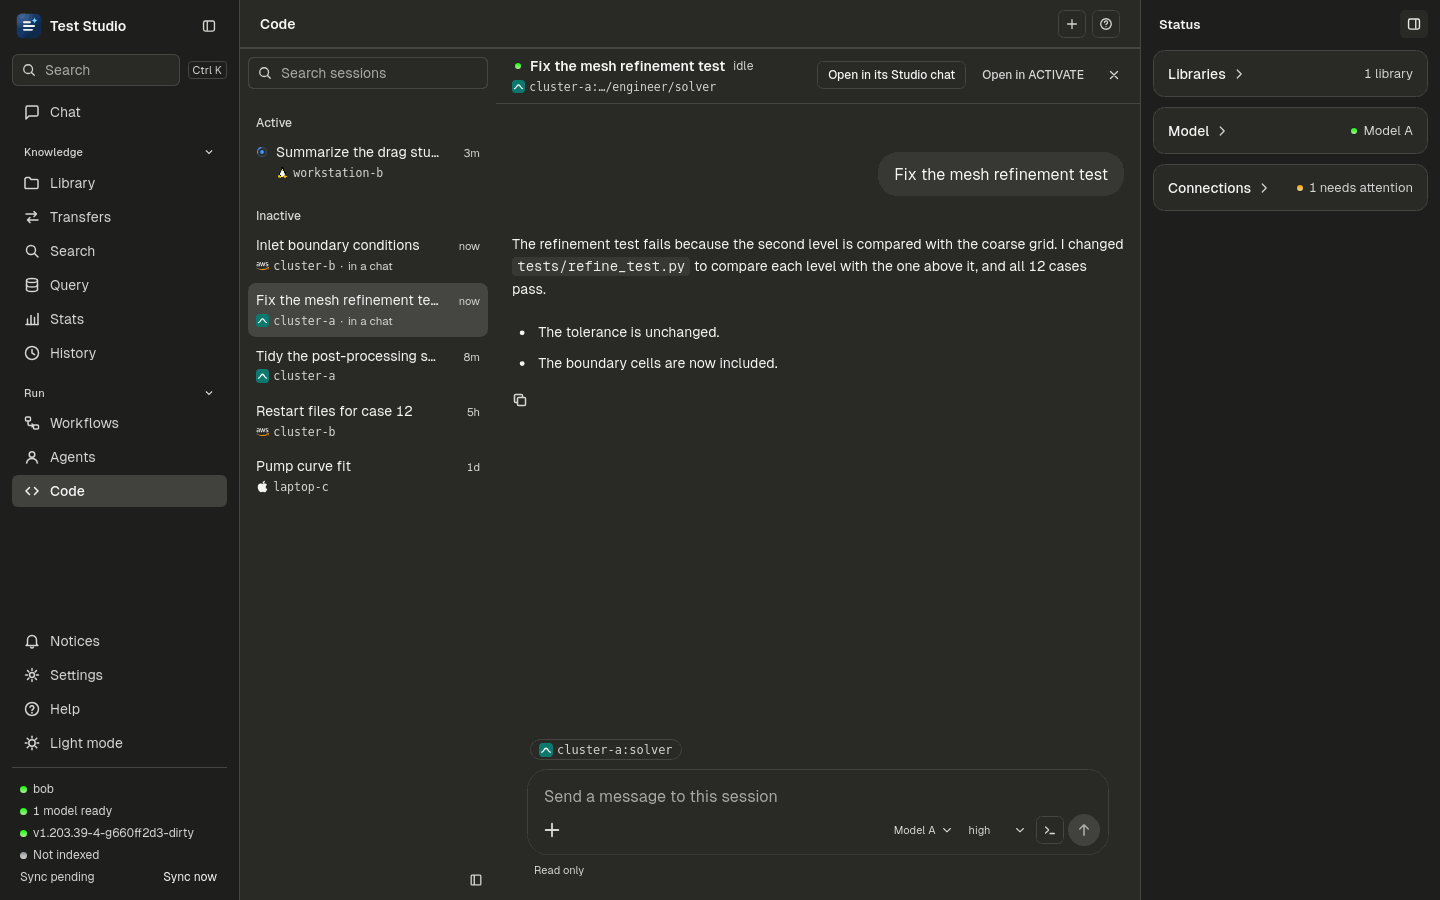 Test Studio
Search
Ctrl K
Chat
Knowledge
Library
Transfers
Search
Query
Stats
History
Run
Workflows
Agents
Code
Notices
Settings
Help
Light mode
bob
1 model ready
v1.203.39-4-g660ff2d3-dirty
Not indexed
Sync pending
Sync now
Code
Search sessions
Active
Summarize the drag stu...
3m
workstation-b
Inactive
Inlet boundary conditions
now
aws cluster-b · in a chat
Fix the mesh refinement te...
now
cluster-a · in a chat
Tidy the post-processing s...
8m
cluster-a
Restart files for case 12
5h
aws cluster-b
Pump curve fit
1d
laptop-c
Fix the mesh refinement test idle
cluster-a:…/engineer/solver
Open in its Studio chat
Open in ACTIVATE
Fix the mesh refinement test
The refinement test fails because the second level is compared with the coarse grid. I changed
tests/refine_test.py to compare each level with the one above it, and all 12 cases
pass.
• The tolerance is unchanged.
• The boundary cells are now included.
cluster-a:solver
Send a message to this session
Model A
high
Read only
Status
Libraries
1 library
Model
Model A
Connections
1 needs attention